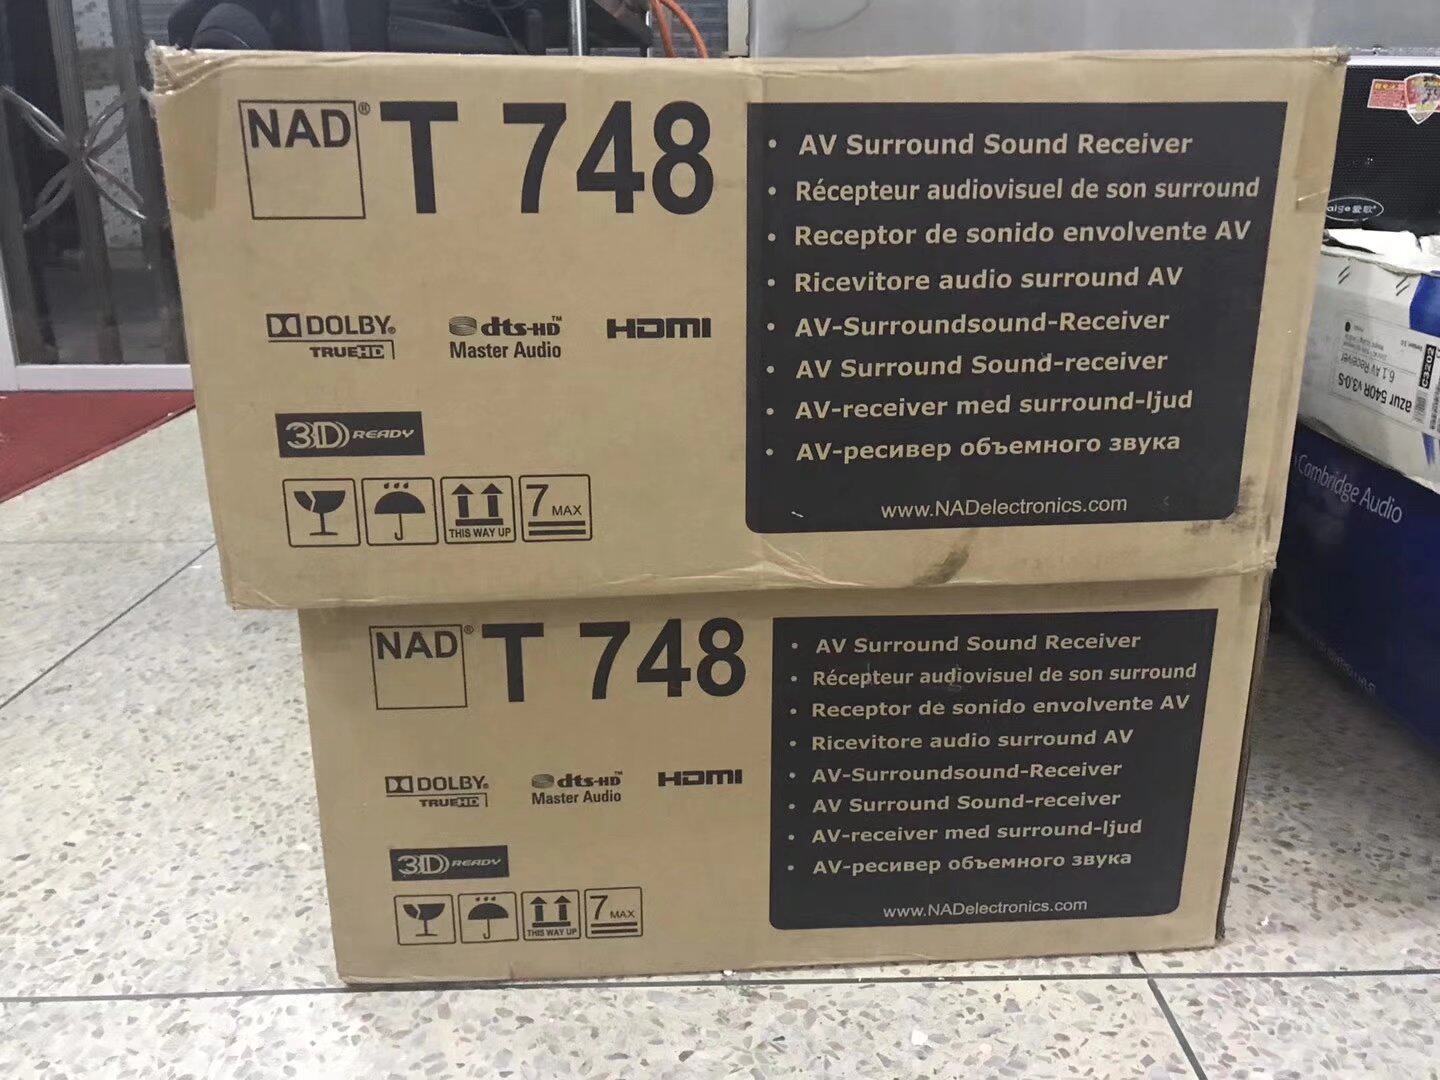 NAD® T 748
• AV Surround Sound Receiver
• Récepteur audiovisuel de son surround
• Receptor de sonido envolvente AV
• Ricevitore audio surround AV
• AV-Surroundsound-Receiver
• AV Surround Sound-receiver
• AV-receiver med surround-ljud
• AV-ресивер объемного звука
www.NADelectronics.com
DOLBY®
TRUEHD
dts-HD™
Master Audio
HDMI
3D READY
THIS WAY UP
7 MAX
NAD® T 748
• AV Surround Sound Receiver
• Récepteur audiovisuel de son surround
• Receptor de sonido envolvente AV
• Ricevitore audio surround AV
• AV-Surroundsound-Receiver
• AV Surround Sound-receiver
• AV-receiver med surround-ljud
• AV-ресивер объемного звука
www.NADelectronics.com
DOLBY®
TRUEHD
dts-HD™
Master Audio
HDMI
3D READY
THIS WAY UP
7 MAX
aigo 爱歌
azur 540R v3.0-S
6.1 AV Receiver
C3202
Cambridge Audio